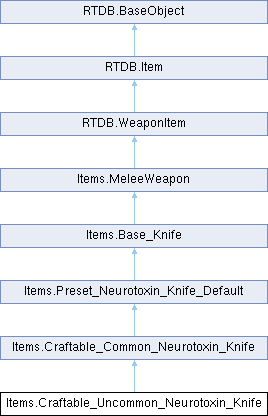 RTDB.BaseObject
RTDB.Item
RTDB.WeaponItem
Items.MeleeWeapon
Items.Base_Knife
Items.Preset_Neurotoxin_Knife_Default
Items.Craftable_Common_Neurotoxin_Knife
Items.Craftable_Uncommon_Neurotoxin_Knife